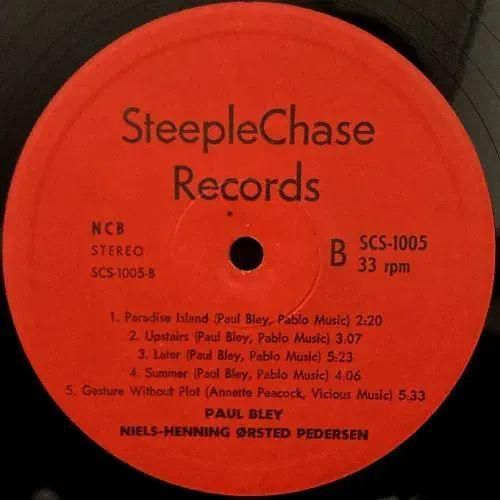 SteepleChase
Records
NCB
STEREO
SCS-1005-B
B
SCS-1005
33 rpm
1. Paradise Island (Paul Bley, Pablo Music) 2:20
2. Upstairs (Paul Bley, Pablo Music) 3.07
3. Later (Paul Bley, Pablo Music) 5:23
4. Summer (Paul Bley, Pablo Music) 4.06
5. Gesture Without Plot (Annette Peacock, Vicious Music) 5:33
PAUL BLEY
NIELS-HENNING ØRSTED PEDERSEN